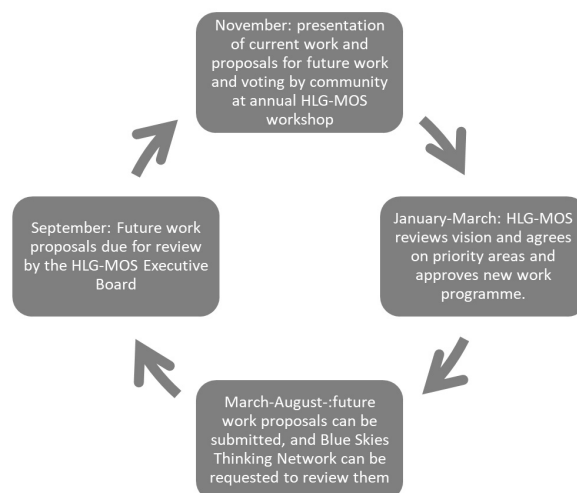 November: presentation
of current work and
proposals for future work
and voting by community
at annual HLG-MOS
workshop
January-March: HLG-MOS
reviews vision and agrees
on priority areas and
approves new work
programme.
March-August-:future
work proposals can be
submitted, and Blue Skies
Thinking Network can be
requested to review them
September: Future work
proposals due for review
by the HLG-MOS Executive
Board